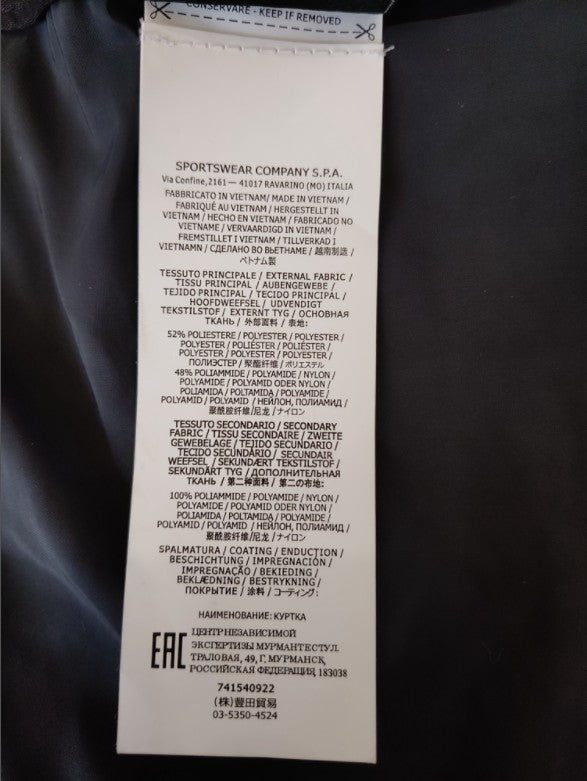 CONSERVARE - KEEP IF REMOVED
SPORTSWEAR COMPANY S.P.A.
Via Confine,2161— 41017 RAVARINO (MO) ITALIA
FABBRICATO IN VIETNAM/ MADE IN VIETNAM /
FABRIQUÉ AU VIETNAM / HERGESTELLT IN
VIETNAM / HECHO EN VIETNAM / FABRICADO NO
VIETNAME / VERVAARDIGD IN VIETNAM /
FREMSTILLET I VIETNAM / TILLVERKAD I
VIETNAMN / СДЕЛАНО ВО ВЬЕТНАМЕ / 越南制造 /
ベトナム製
TESSUTO PRINCIPALE / EXTERNAL FABRIC /
TISSU PRINCIPAL / AUBENGEWEBE /
TEJIDO PRINCIPAL / TECIDO PRINCIPAL /
HOOFDWEEFSEL / UDVENDIGT
TEKSTILSTOF / EXTERNT TYG / ОСНОВНАЯ
ТКАНЬ / 外部面料 / 表地:
52% POLIESTERE / POLYESTER / POLYESTER /
POLYESTER / POLIÉSTER / POLIÉSTER /
POLYESTER / POLYESTER / POLYESTER /
ПОЛИЭСТЕР / 聚酯纤维 / ポリエステル
48% POLIAMMIDE / POLYAMIDE / NYLON /
POLYAMIDE / POLYAMID ODER NYLON /
POLIAMIDA / POLTAMIDA / POLYAMIDE /
POLYAMID / POLYAMID / НЕЙЛОН, ПОЛИАМИД /
聚酰胺纤维/尼龙 / ナイロン
TESSUTO SECONDARIO / SECONDARY
FABRIC / TISSU SECONDAIRE / ZWEITE
GEWEBELAGE / TEJIDO SECUNDARIO /
TECIDO SECUNDÁRIO / SECUNDAIR
WEEFSEL / SEKUNDÆRT TEKSTILSTOF /
SEKUNDÄRT TYG / ДОПОЛНИТЕЛЬНАЯ
ТКАНЬ / 第二种面料 / 第二の布地:
100% POLIAMMIDE / POLYAMIDE / NYLON /
POLYAMIDE / POLYAMID ODER NYLON /
POLIAMIDA / POLTAMIDA / POLYAMIDE /
POLYAMID / POLYAMID / НЕЙЛОН, ПОЛИАМИД /
聚酰胺纤维/尼龙 / ナイロン
SPALMATURA / COATING / ENDUCTION /
BESCHICHTUNG / IMPREGNACIÓN /
IMPREGNAÇÃO / BEKIEDING /
BEKLÆDNING / BESTRYKNING /
ПОКРЫТИЕ / 涂料 / コーティング:
НАИМЕНОВАНИЕ: КУРТКА
EAC
ЦЕНТР НЕЗАВИСИМОЙ
ЭКСПЕРТИЗЫ МУРМАНТЕСТ УЛ.
ТРАЛОВАЯ, 49, Г. МУРМАНСК,
РОССИЙСКАЯ ФЕДЕРАЦИЯ, 183038
741540922
(株)豊田貿易
03-5350-4524